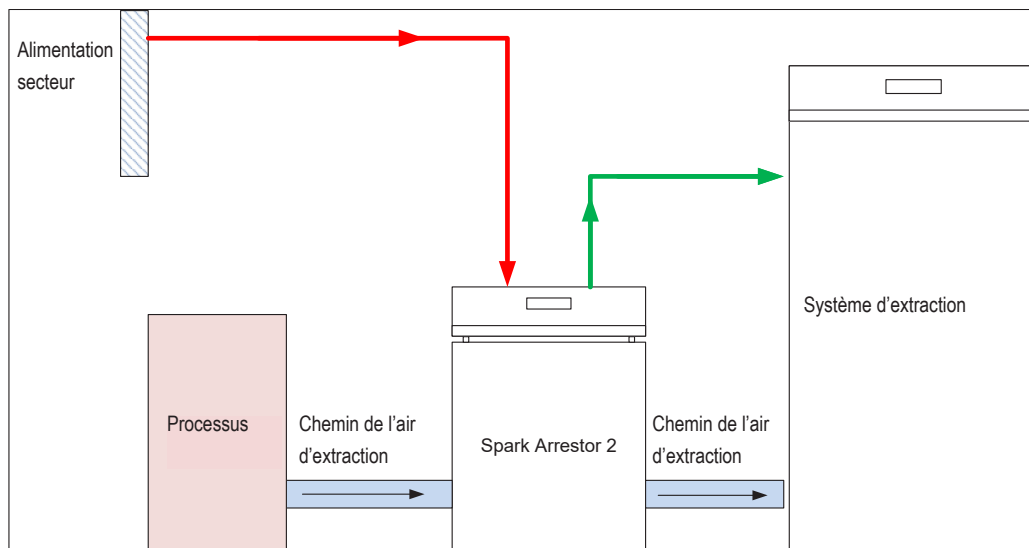 Alimentation
secteur
Système d’extraction
Processus
Chemin de l’air
d’extraction
Spark Arrestor 2
Chemin de l’air
d’extraction